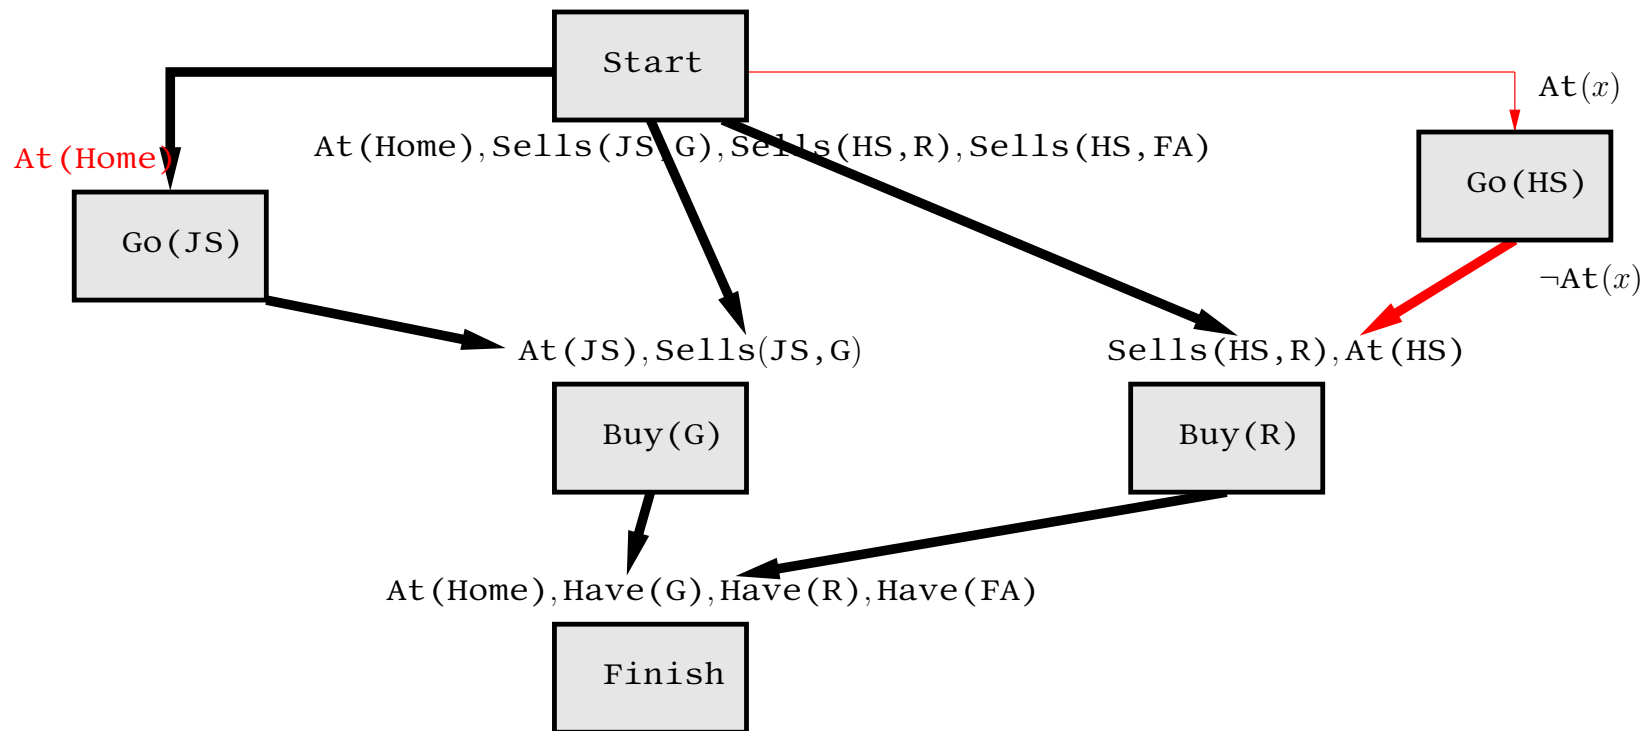 Start
At(x)
At(Home)
At(Home),Sells(JS,G),Sells(HS,R),Sells(HS,FA)
Go(HS)
Go(JS)
¬At(x)
At(JS),Sells(JS,G)
Sells(HS,R),At(HS)
Buy(G)
Buy(R)
At(Home),Have(G),Have(R),Have(FA)
Finish